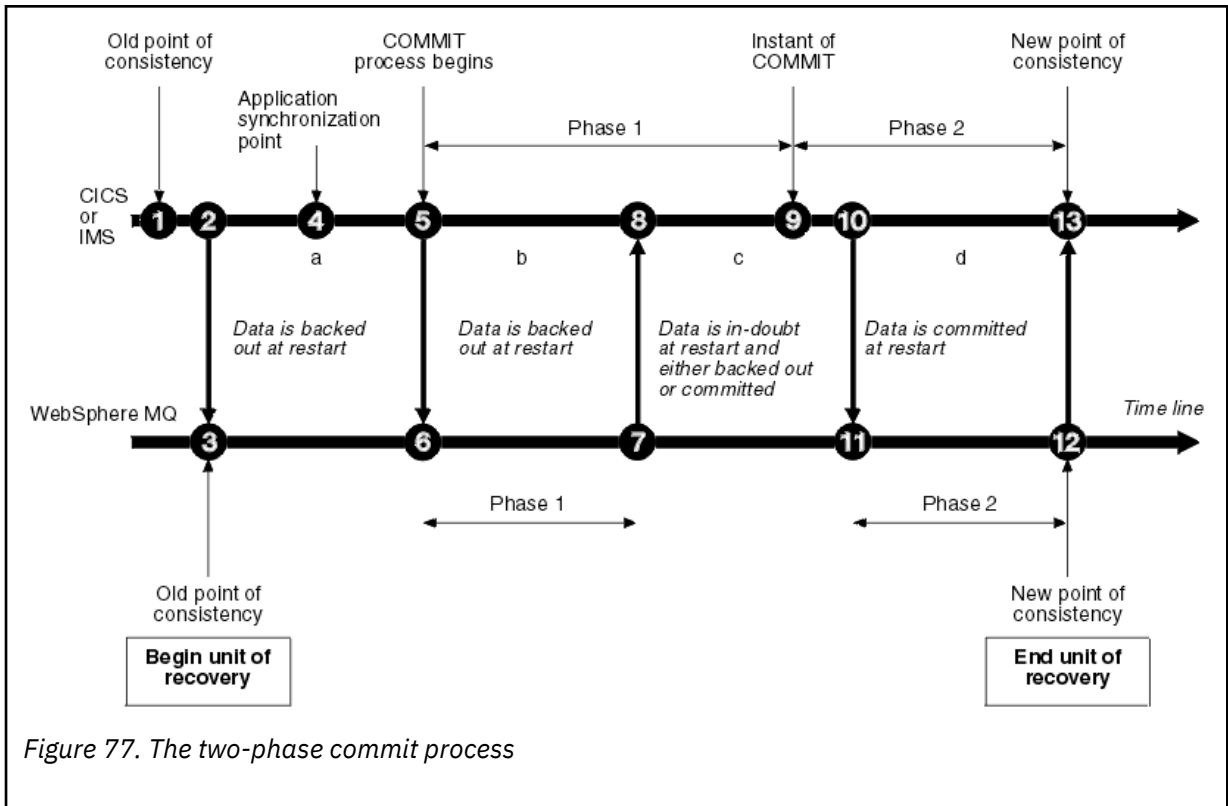 Old point of
consistency
COMMIT
process begins
Instant of
COMMIT
New point of
consistency
Application
synchronization
point
Phase 1
Phase 2
CICS
or
IMS
1
2
4
5
8
9
10
13
a
b
c
d
Data is backed
out at restart
Data is backed
out at restart
Data is in-doubt
at restart and
either backed out
or committed
Data is committed
at restart
WebSphere MQ
Time line
3
6
7
11
12
Phase 1
Phase 2
Old point of
consistency
New point of
consistency
Begin unit of
recovery
End unit of
recovery
Figure 77. The two-phase commit process